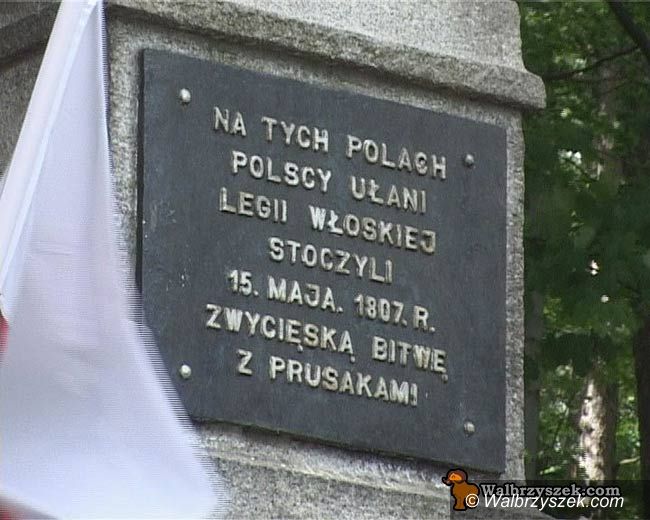 NA TYCH POLACH
POLSCY UŁANI
LEGII WŁOSKIEJ
STOCZYLI
15. MAJA. 1807. R.
ZWYCIĘSKĄ BITWĘ
Z PRUSAKAMI
Walbrzyszek.com
© Walbrzyszek.com